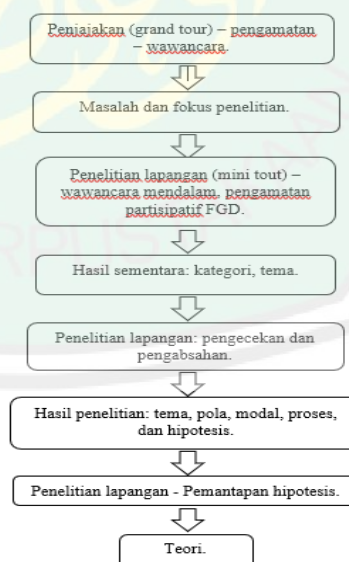 Penjajakan (grand tour) – pengamatan
– wawancara.
Masalah dan fokus penelitian.
Penelitian lapangan (mini tout) –
wawancara mendalam, pengamatan
partisipatif FGD.
Hasil sementara: kategori, tema.
Penelitian lapangan: pengecekan dan
pengabsahan.
Hasil penelitian: tema, pola, modal, proses,
dan hipotesis.
Penelitian lapangan - Pemantapan hipotesis.
Teori.